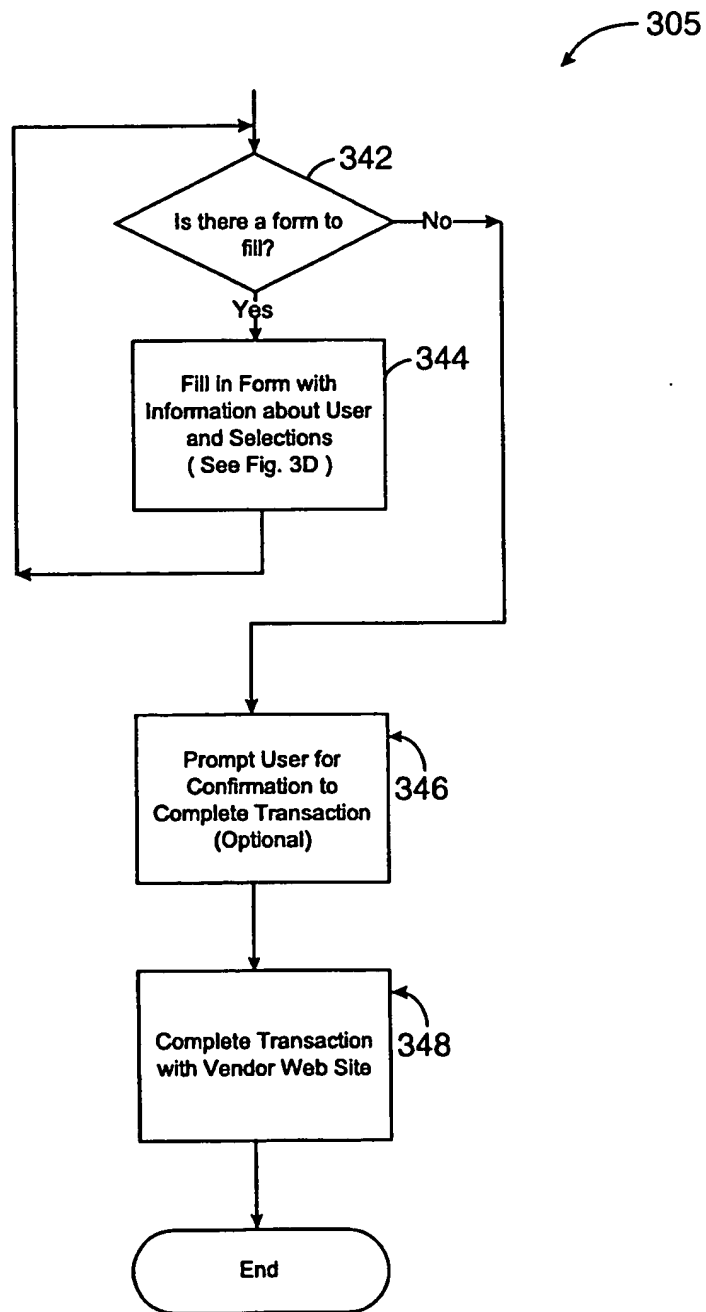 305
342
Is there a form to
fill?
No
Yes
344
Fill in Form with
Information about User
and Selections
( See Fig. 3D )
Prompt User for
Confirmation to
Complete Transaction
(Optional)
346
Complete Transaction
with Vendor Web Site
348
End